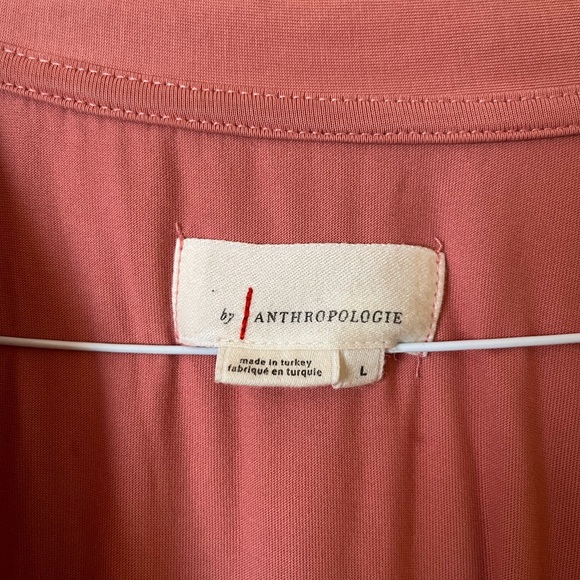 by ANTHROPOLOGIE
made in turkey
fabriqué en turquie
L